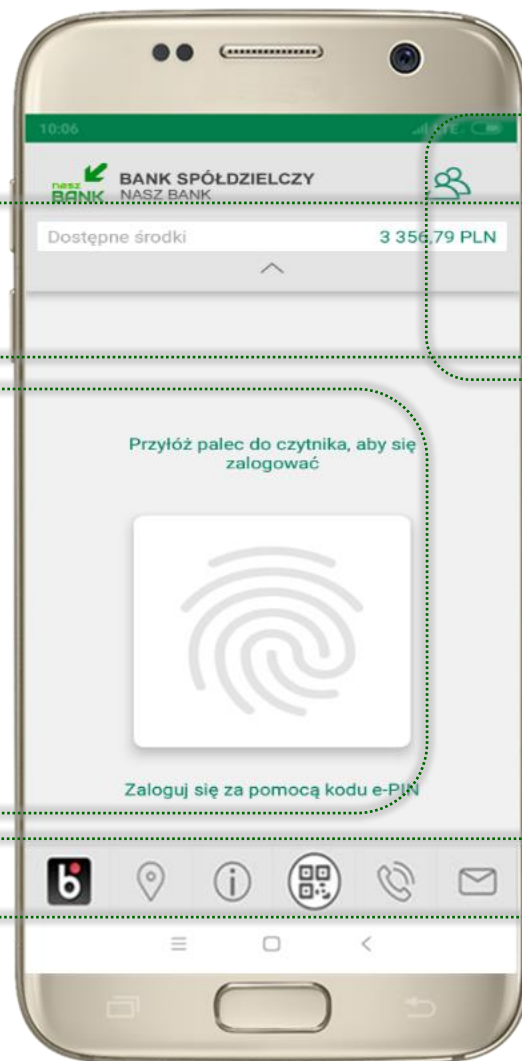 10:06
LTE
nasz
BANK
BANK SPÓŁDZIELCZY
NASZ BANK
Dostępne środki
3 356,79 PLN
Przyłóż palec do czytnika, aby się
zalogować
Zaloguj się za pomocą kodu e-PIN
b